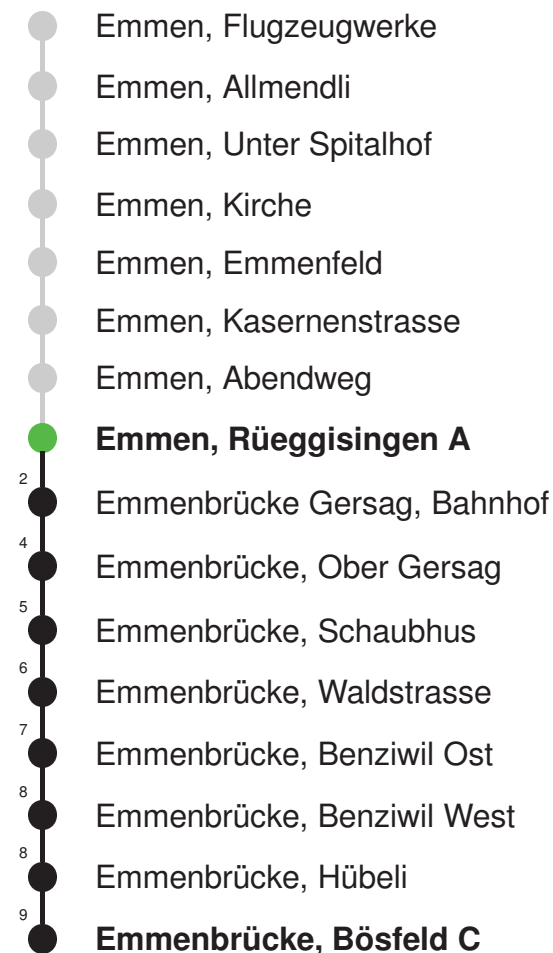 Emmen, Flugzeugwerke
Emmen, Allmendli
Emmen, Unter Spitalhof
Emmen, Kirche
Emmen, Emmenfeld
Emmen, Kasernenstrasse
Emmen, Abendweg
Emmen, Rüeggisingen A
2 Emmenbrücke Gersag, Bahnhof
4 Emmenbrücke, Ober Gersag
5 Emmenbrücke, Schaubhus
6 Emmenbrücke, Waldstrasse
7 Emmenbrücke, Benziwil Ost
8 Emmenbrücke, Benziwil West
8 Emmenbrücke, Hübeli
9 Emmenbrücke, Bösfeld C